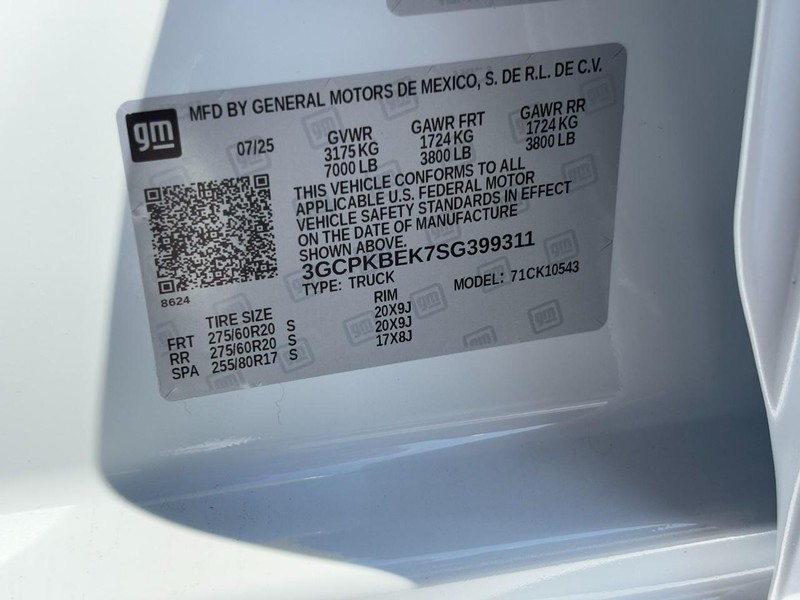 MFD BY GENERAL MOTORS DE MEXICO, S. DE R.L. DE C.V.
gm
07/25
GVWR GAWR FRT GAWR RR
3175 KG 1724 KG 1724 KG
7000 LB 3800 LB 3800 LB
THIS VEHICLE CONFORMS TO ALL
APPLICABLE U.S. FEDERAL MOTOR
VEHICLE SAFETY STANDARDS IN EFFECT
ON THE DATE OF MANUFACTURE
SHOWN ABOVE.
3GCPKBEK7SG399311
TYPE: TRUCK MODEL: 71CK10543
8624
TIRE SIZE RIM
FRT 275/60R20 S 20X9J
RR 275/60R20 S 20X9J
SPA 255/80R17 S 17X8J